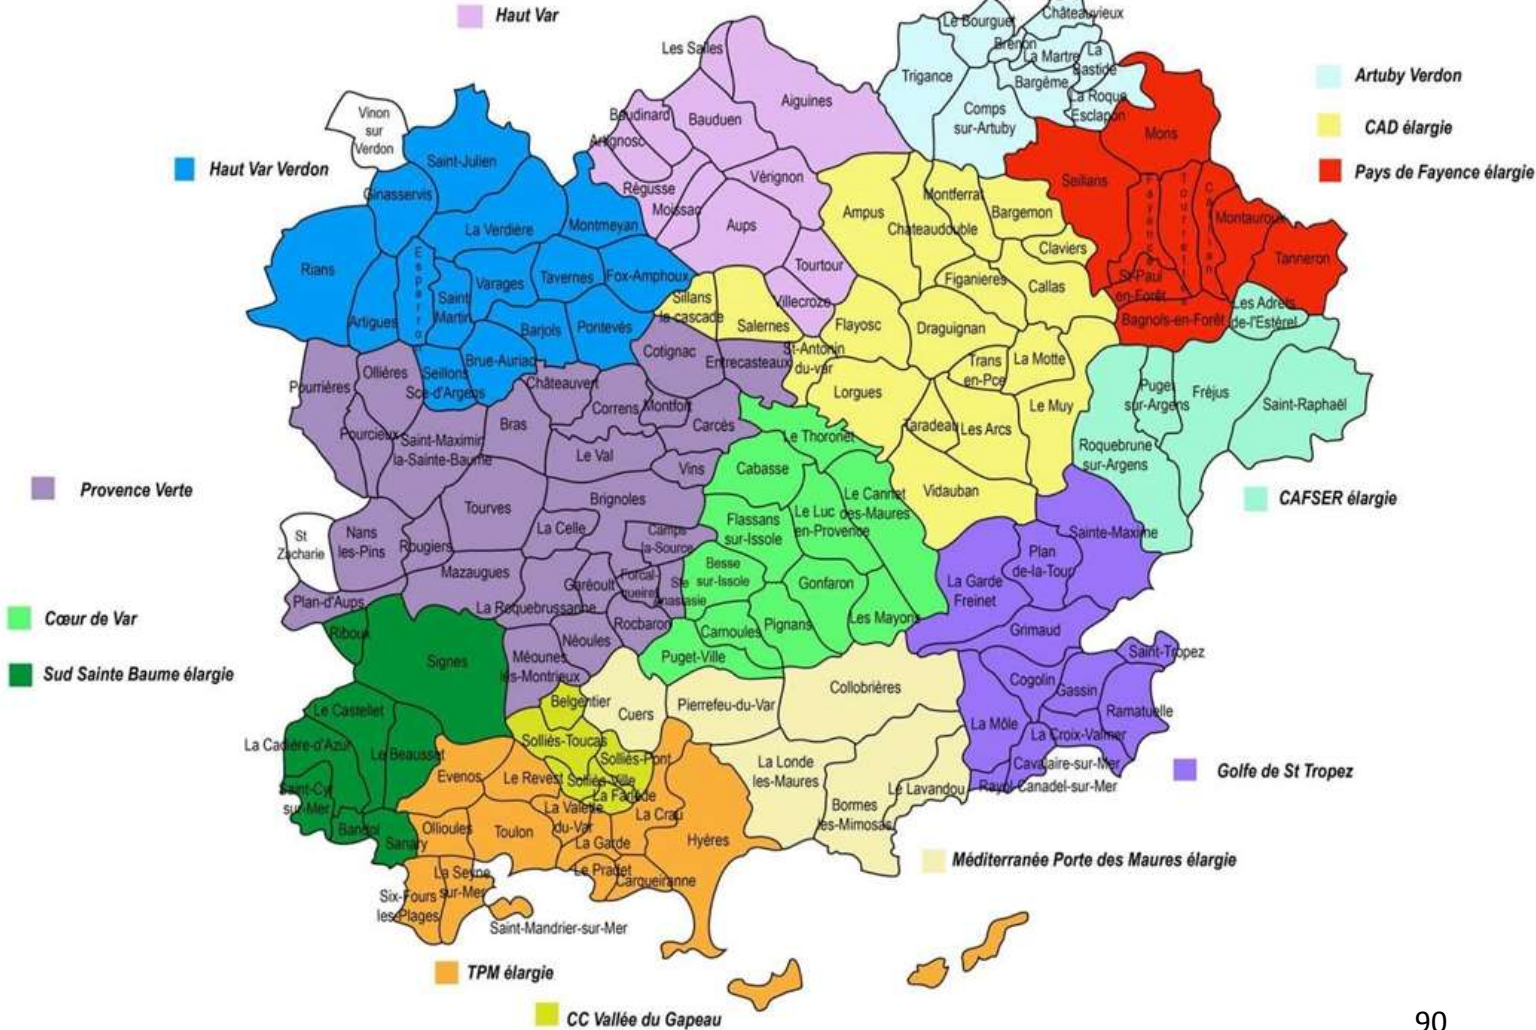 Haut Var
Le Bourguet
Châteauvieux
Brenon
La Martre
La
Bastide
Trigance
Bargème
La Roque
Esclapon
Comps
sur-Artuby
Artuby Verdon
CAD élargie
Pays de Fayence élargie
Les Salles
Aiguines
Baudinard
Bauduen
Artignosc
Vérignon
Régusse
Moissac
Aups
Tourtour
Villecroze
Vinon
sur
Verdon
Haut Var Verdon
Saint-Julien
Ginasservis
La Verdière
Montmeyan
Rians
Esparron
Artigues
Saint
Martin
Varages
Tavernes
Fox-Amphoux
Barjols
Pontevés
Brue-Auriac
Seillons
Sce-d'Argens
Mons
Seillans
Fayence
Tourrettes
Callian
Montauroux
Tanneron
St-Paul
en-Forêt
Bagnols-en-Forêt
Les Adrets
de-l'Estérel
Ampus
Montferrat
Chateaudouble
Bargemon
Claviers
Figanieres
Callas
Sillans
la cascade
Salernes
St-Antonin
du-var
Flayosc
Draguignan
Trans
en-Pce
La Motte
Lorgues
Taradeau
Les Arcs
Le Muy
Vidauban
Puget
sur-Argens
Fréjus
Saint-Raphaël
Roquebrune
sur-Argens
CAFSER élargie
Pourrières
Ollières
Cotignac
Entrecasteaux
Châteauvert
Correns
Montfort
Carcès
Pourcieux
Saint-Maximin
la-Sainte-Baume
Bras
Le Val
Vins
Provence Verte
Tourves
Brignoles
La Celle
Camps
la-Source
St
Zacharie
Nans
les-Pins
Rougiers
Mazaugues
Garéoult
Forcal-
queiret
Ste
Anastasie
Plan-d'Aups
La Roquebrussanne
Rocbaron
Néoules
Méounes
les-Montrieux
Le Thoronet
Cabasse
Le Cannet
des-Maures
Le Luc
en-Provence
Flassans
sur-Issole
Besse
sur-Issole
Gonfaron
Carnoules
Pignans
Les Mayons
Puget-Ville
Cœur de Var
Sud Sainte Baume élargie
Riboux
Signes
Le Castellet
La Cadière-d'Azur
Le Beausset
Saint-Cyr
sur-Mer
Bandol
Sanary
Sainte-Maxime
Plan
de-la-Tour
La Garde
Freinet
Grimaud
Saint-Tropez
Cogolin
Gassin
Ramatuelle
La Môle
La Croix-Valmer
Cavalaire-sur-Mer
Rayol-Canadel-sur-Mer
Golfe de St Tropez
Belgentier
Solliès-Toucas
Solliès-Pont
Solliès-Ville
La Farlède
Cuers
Pierrefeu-du-Var
Collobrières
La Londe
les-Maures
Bormes
les-Mimosas
Le Lavandou
Méditerranée Porte des Maures élargie
Evenos
Le Revest
La Valette
du-Var
La Crau
Ollioules
Toulon
La Garde
Hyères
Le Pradet
Carqueiranne
La Seyne
sur-Mer
Six-Fours
les-Plages
Saint-Mandrier-sur-Mer
TPM élargie
CC Vallée du Gapeau
90